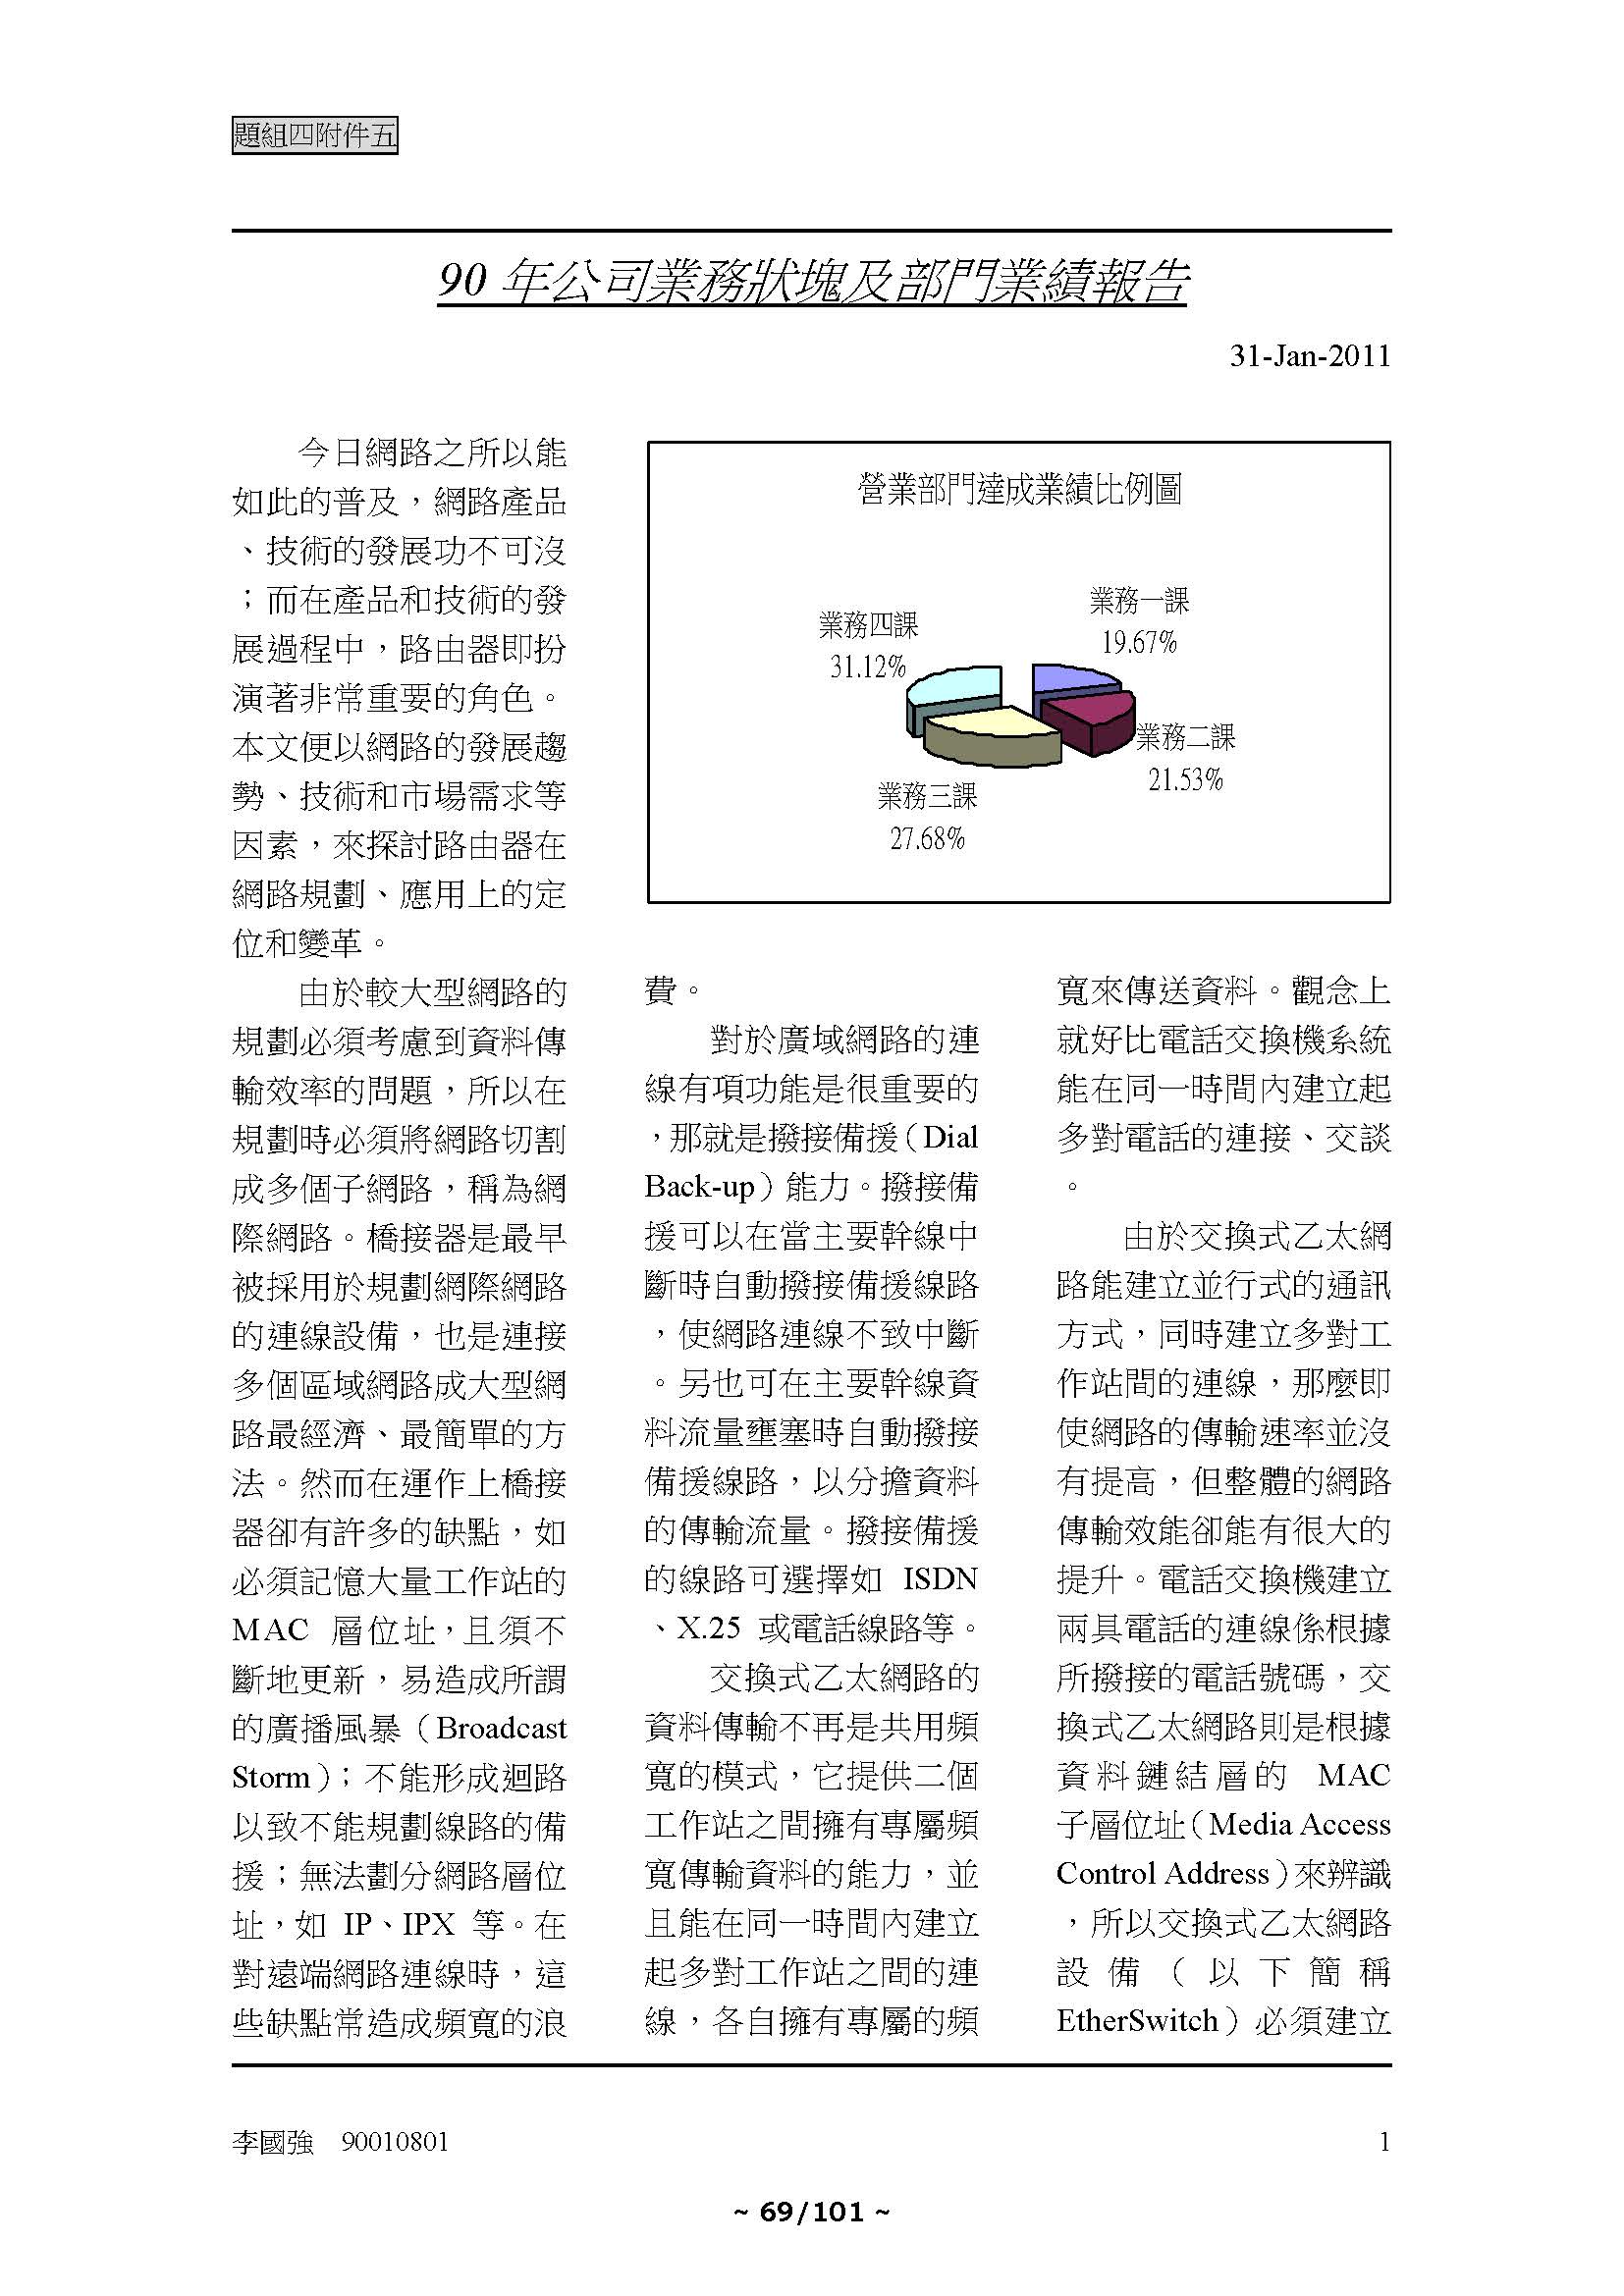 題組四附件五
90 年公司業務狀塊及部門業績報告
31-Jan-2011
今日網路之所以能
如此的普及，網路產品
、技術的發展功不可沒
；而在產品和技術的發
展過程中，路由器即扮
演著非常重要的角色。
本文便以網路的發展趨
勢、技術和市場需求等
因素，來探討路由器在
網路規劃、應用上的定
位和變革。
由於較大型網路的
規劃必須考慮到資料傳
輸效率的問題，所以在
規劃時必須將網路切割
成多個子網路，稱為網
際網路。橋接器是最早
被採用於規劃網際網路
的連線設備，也是連接
多個區域網路成大型網
路最經濟、最簡單的方
法。然而在運作上橋接
器卻有許多的缺點，如
必須記憶大量工作站的
MAC 層位址，且須不
斷地更新，易造成所謂
的廣播風暴（Broadcast
Storm）；不能形成迴路
以致不能規劃線路的備
援；無法劃分網路層位
址，如 IP、IPX 等。在
對遠端網路連線時，這
些缺點常造成頻寬的浪
營業部門達成業績比例圖
業務一課
19.67%
業務二課
21.53%
業務三課
27.68%
業務四課
31.12%
費。
對於廣域網路的連
線有項功能是很重要的
，那就是撥接備援（Dial
Back-up）能力。撥接備
援可以在當主要幹線中
斷時自動撥接備援線路
，使網路連線不致中斷
。另也可在主要幹線資
料流量壅塞時自動撥接
備援線路，以分擔資料
的傳輸流量。撥接備援
的線路可選擇如 ISDN
、X.25 或電話線路等。
交換式乙太網路的
資料傳輸不再是共用頻
寬的模式，它提供二個
工作站之間擁有專屬頻
寬傳輸資料的能力，並
且能在同一時間內建立
起多對工作站之間的連
線，各自擁有專屬的頻
寬來傳送資料。觀念上
就好比電話交換機系統
能在同一時間內建立起
多對電話的連接、交談
。
由於交換式乙太網
路能建立並行式的通訊
方式，同時建立多對工
作站間的連線，那麼即
使網路的傳輸速率並沒
有提高，但整體的網路
傳輸效能卻能有很大的
提升。電話交換機建立
兩具電話的連線係根據
所撥接的電話號碼，交
換式乙太網路則是根據
資料鏈結層的 MAC
子層位址（Media Access
Control Address）來辨識
，所以交換式乙太網路
設備（以下簡稱
EtherSwitch）必須建立
李國強 90010801
1
~ 69/101 ~